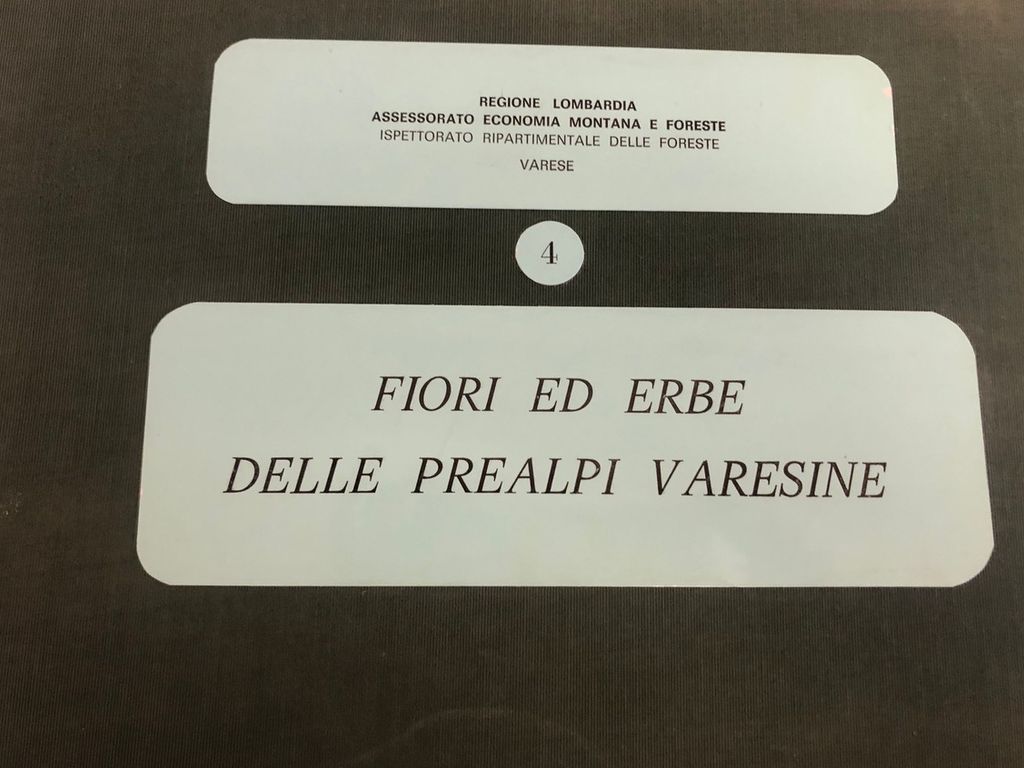 REGIONE LOMBARDIA
ASSESSORATO ECONOMIA MONTANA E FORESTE
ISPETTORATO RIPARTIMENTALE DELLE FORESTE
VARESE
4
FIORI ED ERBE
DELLE PREALPI VARESINE